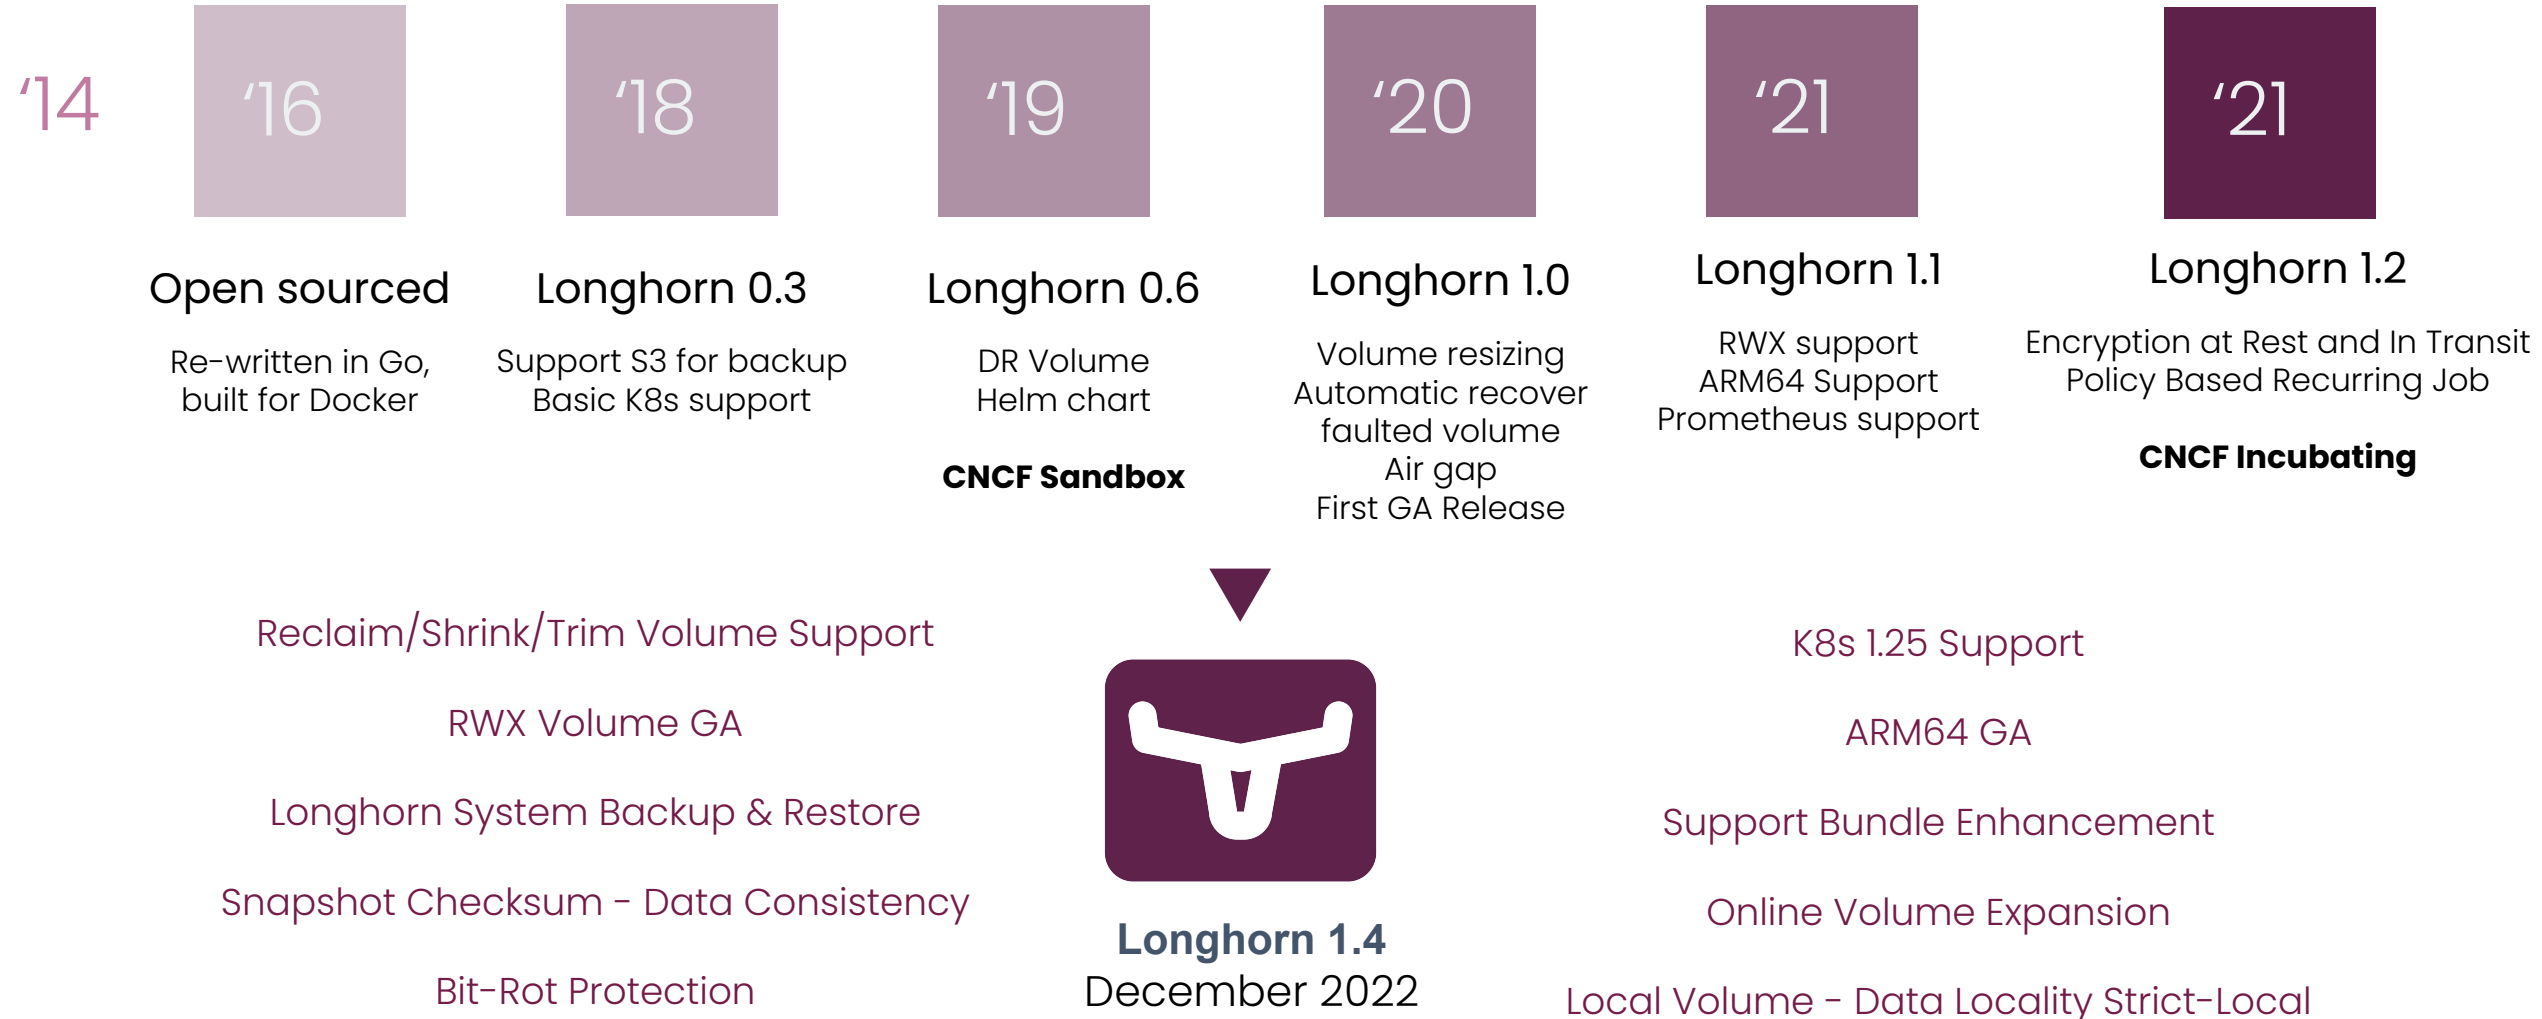 ‘14
‘16
Open sourced
Re-written in Go,
built for Docker
‘18
Longhorn 0.3
Support S3 for backup
Basic K8s support
‘19
Longhorn 0.6
DR Volume
Helm chart
CNCF Sandbox
‘20
Longhorn 1.0
Volume resizing
Automatic recover
faulted volume
Air gap
First GA Release
‘21
Longhorn 1.1
RWX support
ARM64 Support
Prometheus support
‘21
Longhorn 1.2
Encryption at Rest and In Transit
Policy Based Recurring Job
CNCF Incubating
Reclaim/Shrink/Trim Volume Support
RWX Volume GA
Longhorn System Backup & Restore
Snapshot Checksum - Data Consistency
Bit-Rot Protection
Longhorn 1.4
December 2022
K8s 1.25 Support
ARM64 GA
Support Bundle Enhancement
Online Volume Expansion
Local Volume - Data Locality Strict-Local